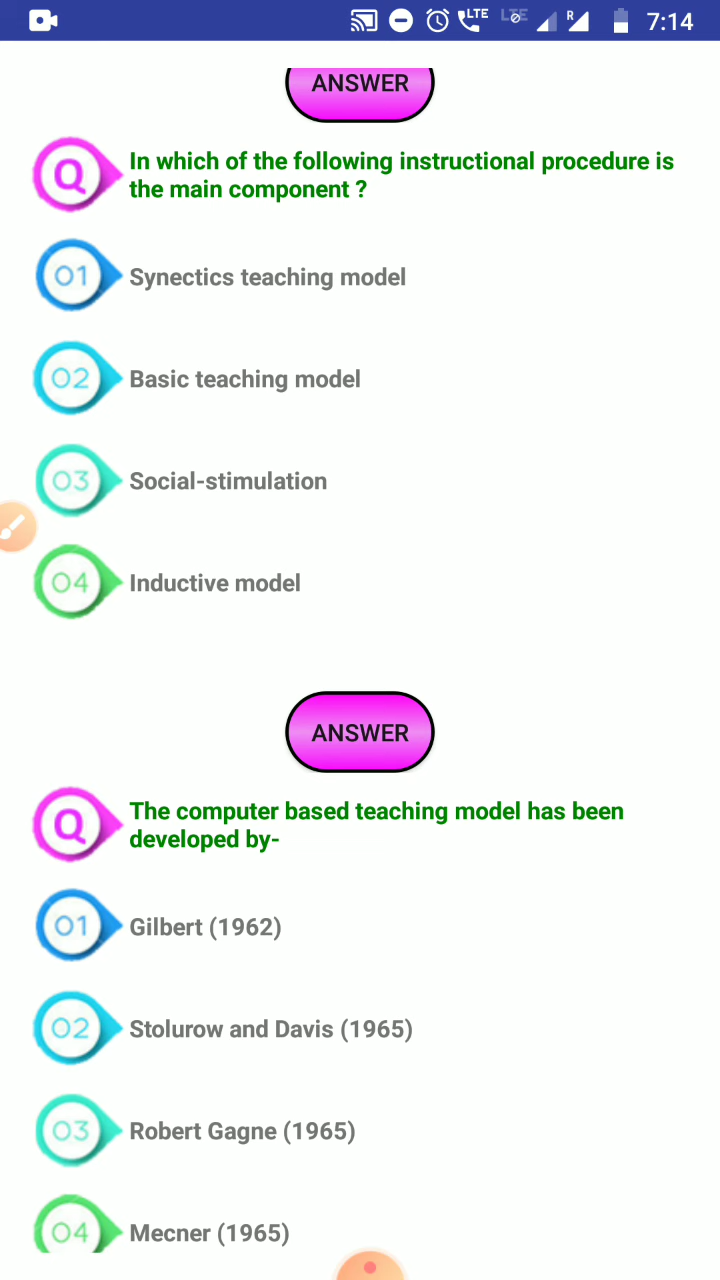 LTE LTE R 7:14
ANSWER
Q In which of the following instructional procedure is
the main component ?
01 Synectics teaching model
02 Basic teaching model
03 Social-stimulation
04 Inductive model
ANSWER
Q The computer based teaching model has been
developed by-
01 Gilbert (1962)
02 Stolurow and Davis (1965)
03 Robert Gagne (1965)
04 Mecner (1965)